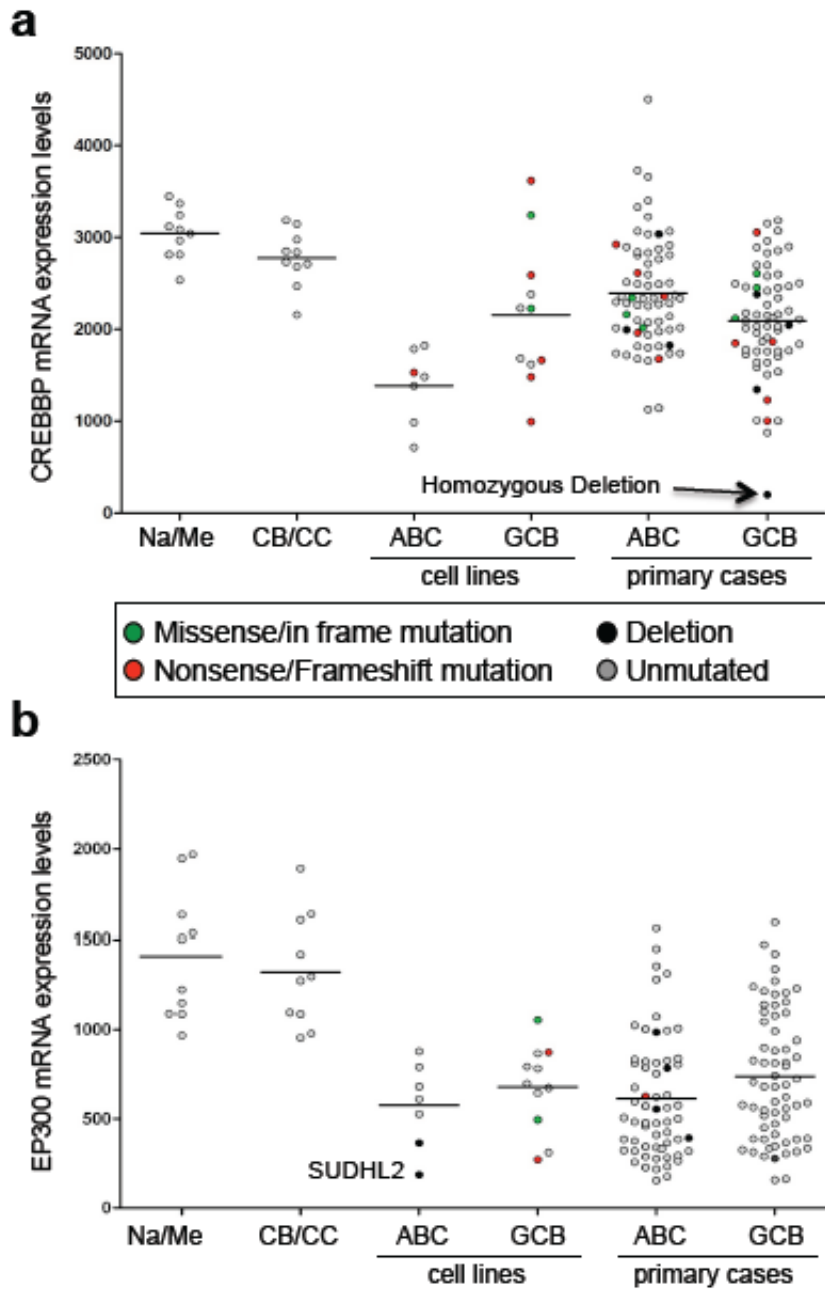 a
CREBBP mRNA expression levels
5000
4000
3000
2000
1000
0
Homozygous Deletion
Na/Me CB/CC ABC GCB ABC GCB
cell lines primary cases
Missense/in frame mutation Deletion
Nonsense/Frameshift mutation Unmutated
b
EP300 mRNA expression levels
2500
2000
1500
1000
500
0
SUDHL2
Na/Me CB/CC ABC GCB ABC GCB
cell lines primary cases